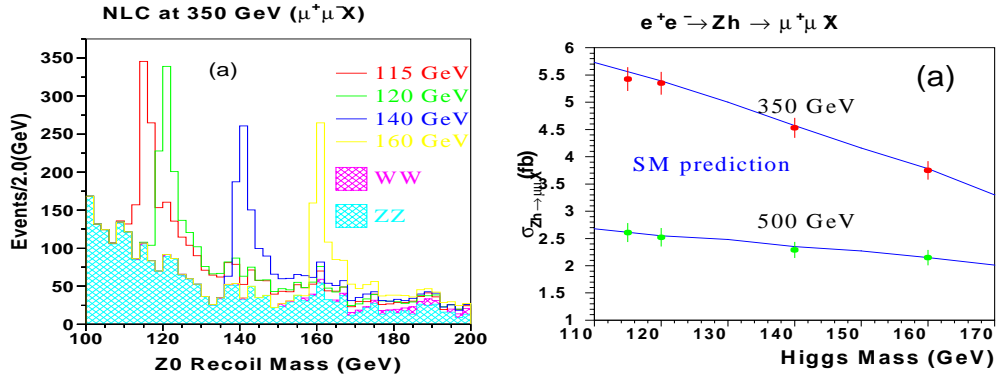 NLC at 350 GeV (μ⁺μ⁻X)
Events/2.0(GeV)
350
300
250
200
150
100
50
0
(a)
115 GeV
120 GeV
140 GeV
160 GeV
WW
ZZ
100 120 140 160 180 200
Z0 Recoil Mass (GeV)
e⁺e⁻→Zh → μ⁺μ X
σZh→μμX (fb)
6
5.5
5
4.5
4
3.5
3
2.5
2
1.5
1
(a)
350 GeV
SM prediction
500 GeV
110 120 130 140 150 160 170
Higgs Mass (GeV)